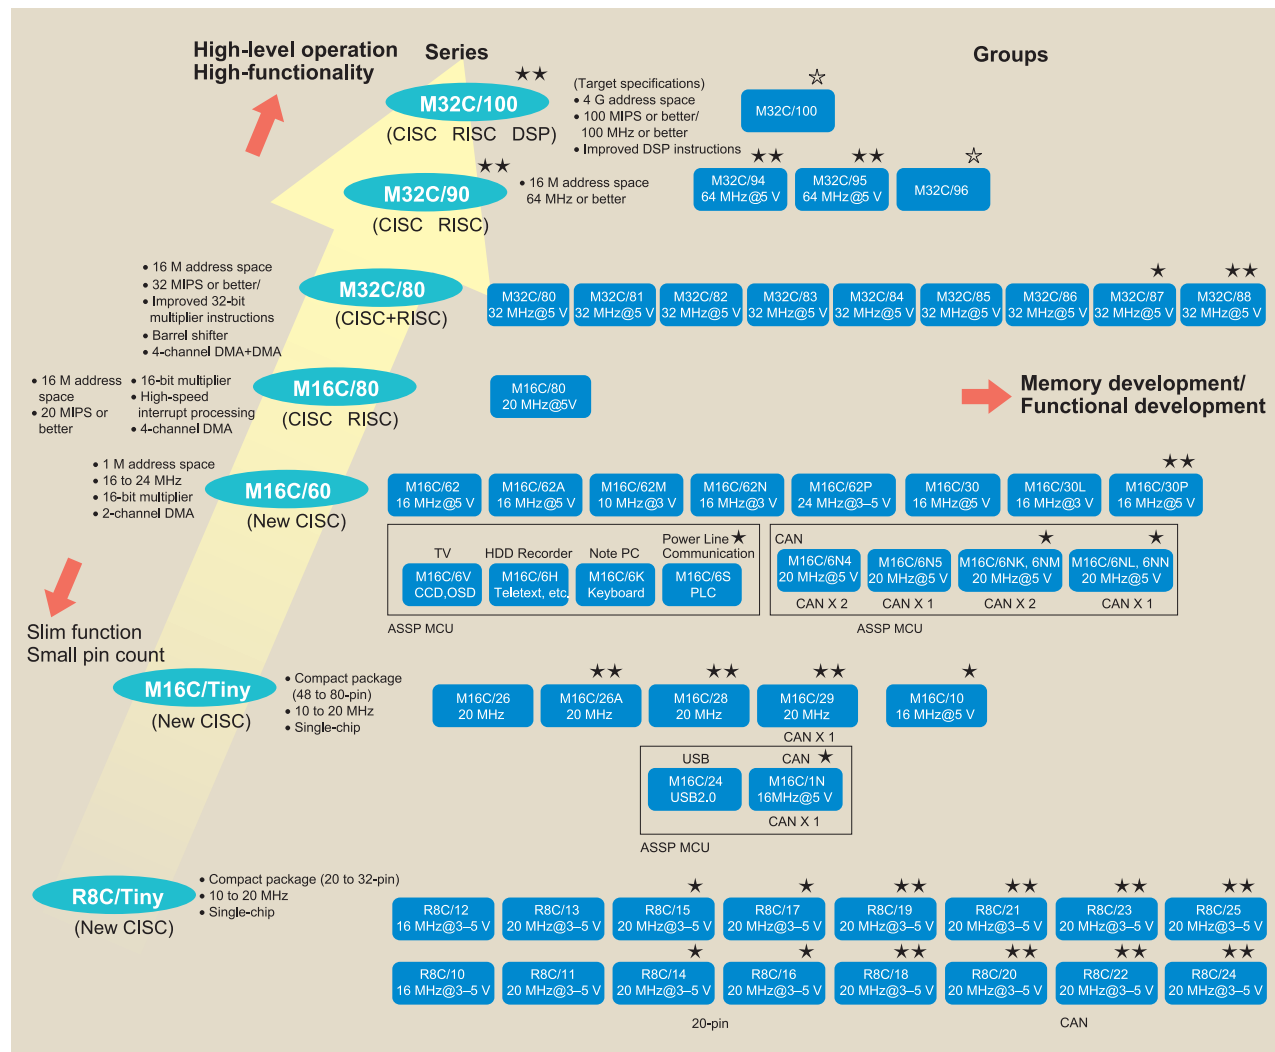 High-level operation
High-functionality
Series
Groups
★★
M32C/100
(CISC RISC DSP)
(Target specifications)
• 4 G address space
• 100 MIPS or better/
100 MHz or better
• Improved DSP instructions
☆
M32C/100
★★
M32C/90
(CISC RISC)
• 16 M address space
64 MHz or better
★★
M32C/94
64 MHz@5 V
★★
M32C/95
64 MHz@5 V
☆
M32C/96
• 16 M address space
• 32 MIPS or better/
• Improved 32-bit
multiplier instructions
• Barrel shifter
• 4-channel DMA+DMA
M32C/80
(CISC+RISC)
M32C/80
32 MHz@5 V
M32C/81
32 MHz@5 V
M32C/82
32 MHz@5 V
M32C/83
32 MHz@5 V
M32C/84
32 MHz@5 V
M32C/85
32 MHz@5 V
M32C/86
32 MHz@5 V
★
M32C/87
32 MHz@5 V
★★
M32C/88
32 MHz@5 V
• 16 M address
space
• 20 MIPS or
better
• 16-bit multiplier
• High-speed
interrupt processing
• 4-channel DMA
M16C/80
(CISC RISC)
M16C/80
20 MHz@5V
Memory development/
Functional development
• 1 M address space
• 16 to 24 MHz
• 16-bit multiplier
• 2-channel DMA
M16C/60
(New CISC)
M16C/62
16 MHz@5 V
M16C/62A
16 MHz@5 V
M16C/62M
10 MHz@3 V
M16C/62N
16 MHz@3 V
M16C/62P
24 MHz@3–5 V
M16C/30
16 MHz@5 V
M16C/30L
16 MHz@3 V
★★
M16C/30P
16 MHz@5 V
TV
M16C/6V
CCD,OSD
HDD Recorder
M16C/6H
Teletext, etc.
Note PC
M16C/6K
Keyboard
Power Line ★
Communication
M16C/6S
PLC
ASSP MCU
CAN
M16C/6N4
20 MHz@5 V
CAN X 2
M16C/6N5
20 MHz@5 V
CAN X 1
★
M16C/6NK, 6NM
20 MHz@5 V
CAN X 2
★
M16C/6NL, 6NN
20 MHz@5 V
CAN X 1
ASSP MCU
Slim function
Small pin count
M16C/Tiny
(New CISC)
• Compact package
(48 to 80-pin)
• 10 to 20 MHz
• Single-chip
M16C/26
20 MHz
★★
M16C/26A
20 MHz
★★
M16C/28
20 MHz
★★
M16C/29
20 MHz
CAN X 1
★
M16C/10
16 MHz@5 V
USB
M16C/24
USB2.0
CAN ★
M16C/1N
16MHz@5 V
CAN X 1
ASSP MCU
R8C/Tiny
(New CISC)
• Compact package (20 to 32-pin)
• 10 to 20 MHz
• Single-chip
R8C/12
16 MHz@3–5 V
R8C/13
20 MHz@3–5 V
★
R8C/15
20 MHz@3–5 V
★
R8C/17
20 MHz@3–5 V
★★
R8C/19
20 MHz@3–5 V
★★
R8C/21
20 MHz@3–5 V
★★
R8C/23
20 MHz@3–5 V
★★
R8C/25
20 MHz@3–5 V
R8C/10
16 MHz@3–5 V
R8C/11
20 MHz@3–5 V
★
R8C/14
20 MHz@3–5 V
★
R8C/16
20 MHz@3–5 V
★★
R8C/18
20 MHz@3–5 V
★★
R8C/20
20 MHz@3–5 V
★★
R8C/22
20 MHz@3–5 V
★★
R8C/24
20 MHz@3–5 V
20-pin
CAN